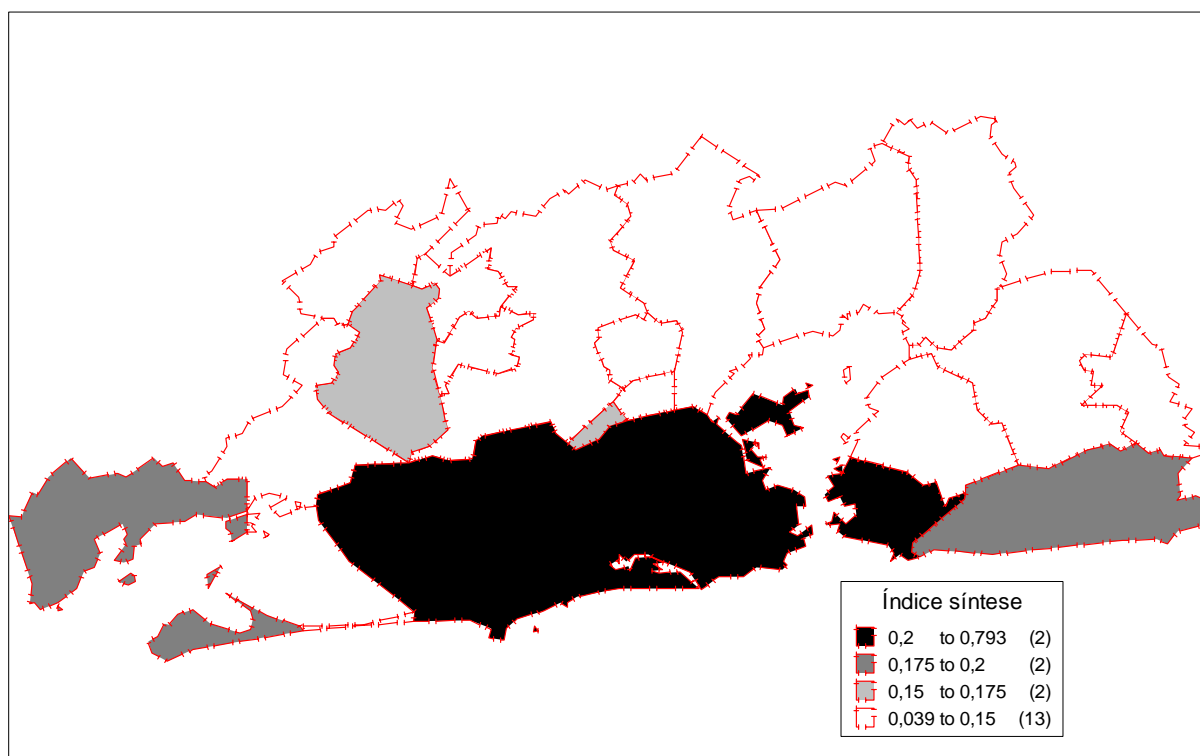 Índice síntese
0,2 to 0,793 (2)
0,175 to 0,2 (2)
0,15 to 0,175 (2)
0,039 to 0,15 (13)